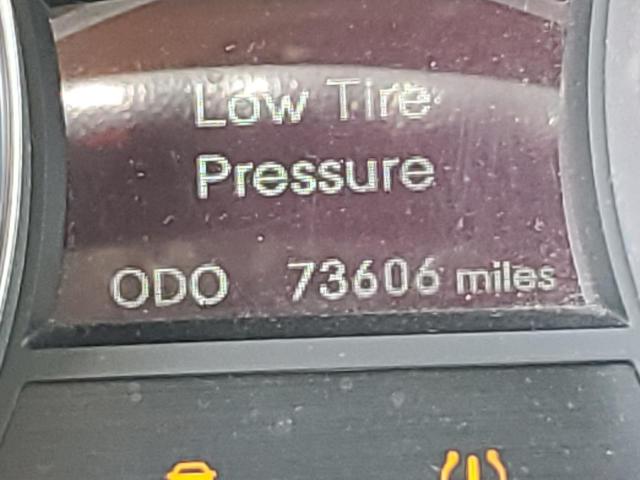 Low Tire
Pressure
ODO 73606 miles